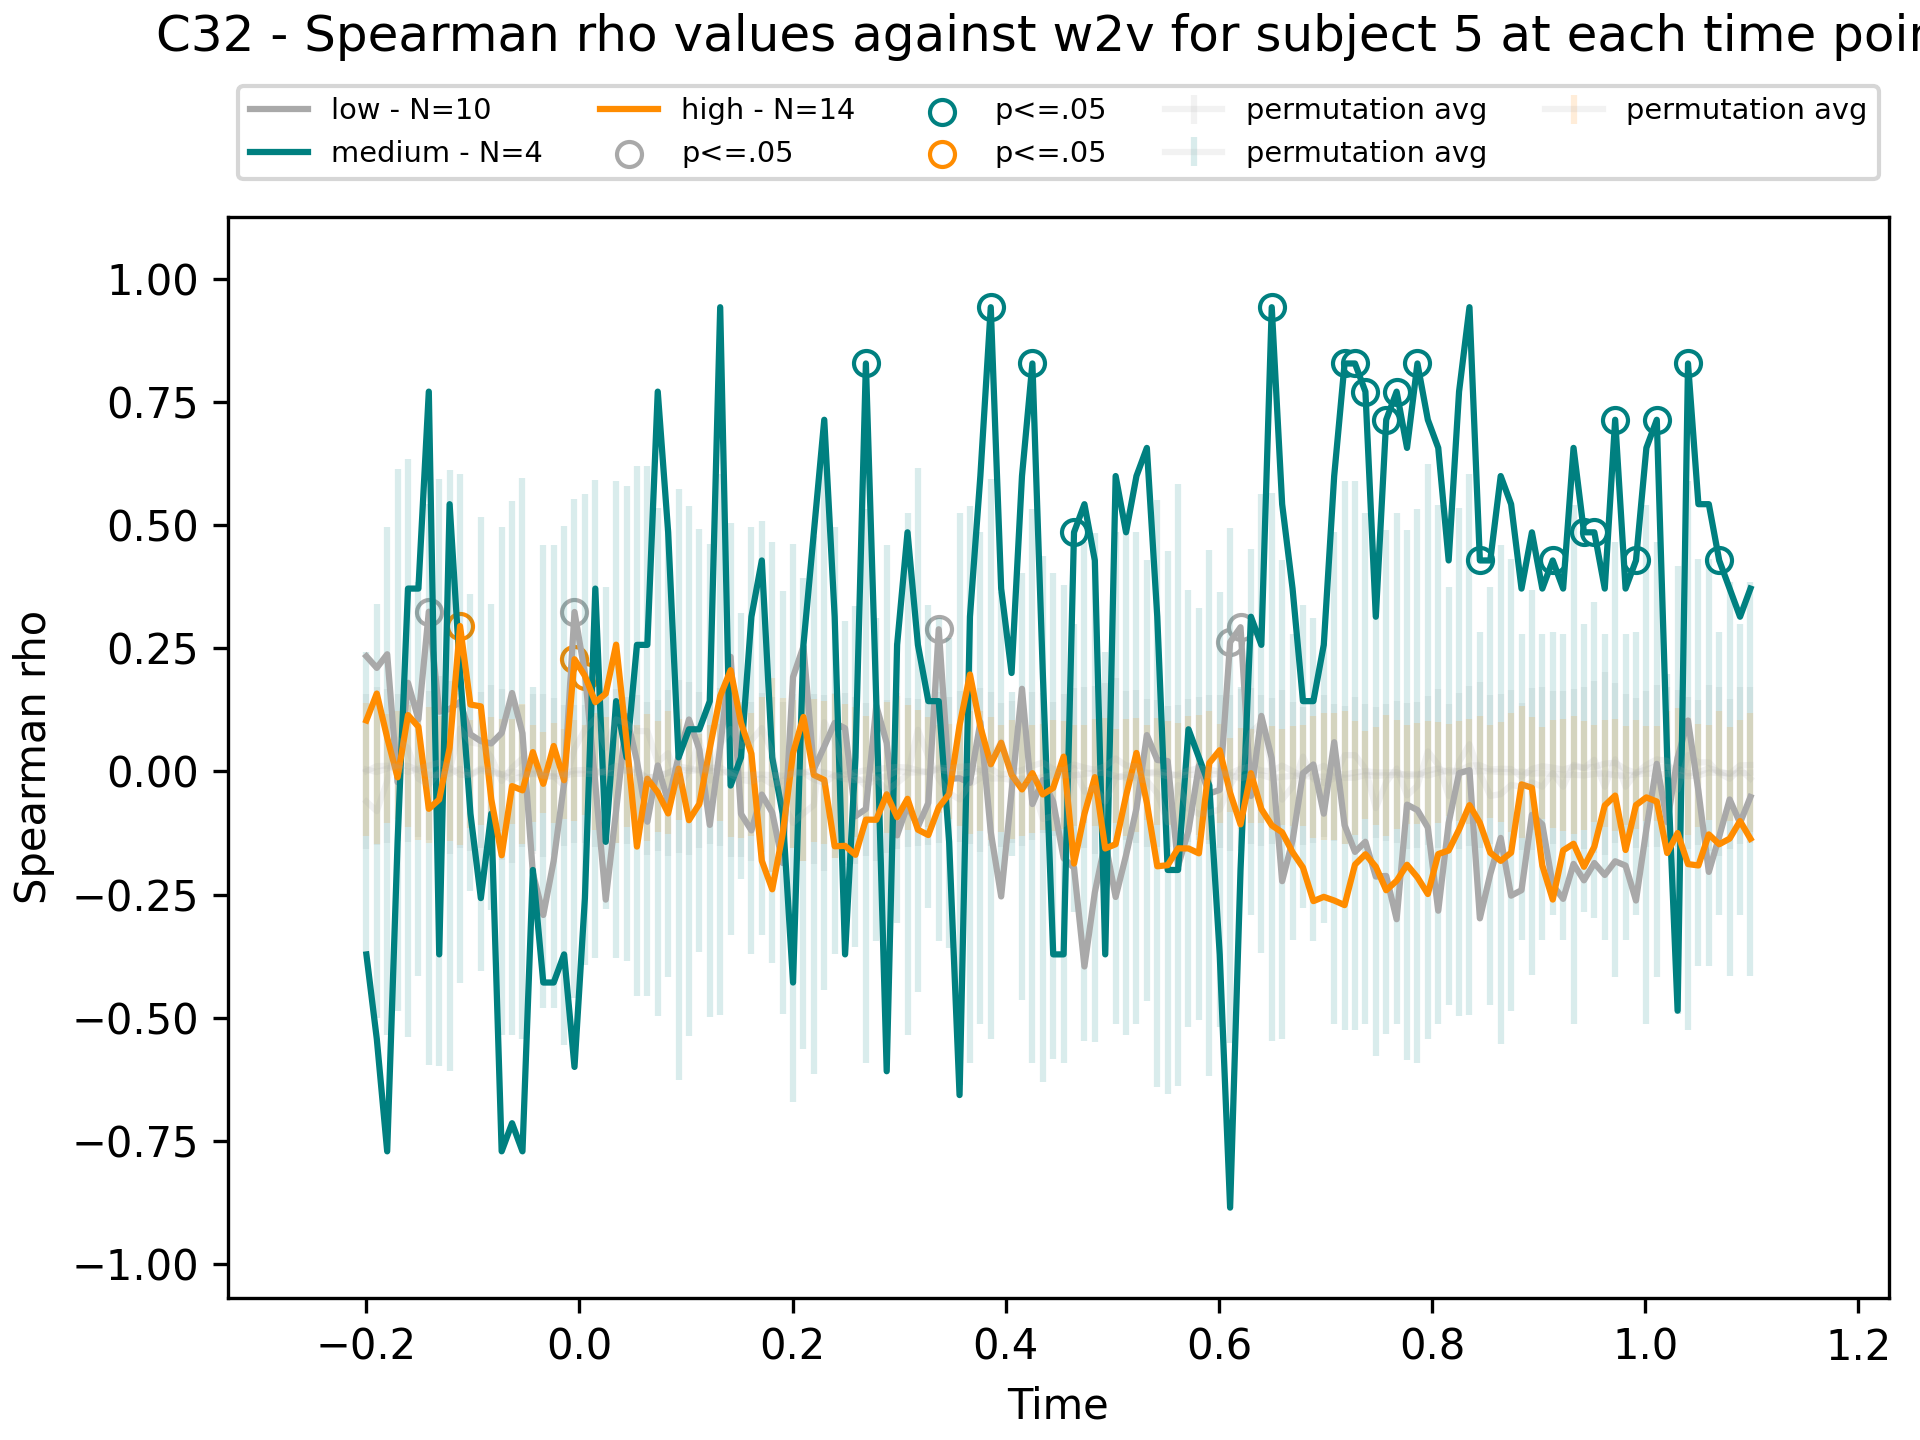 C32 - Spearman rho values against w2v for subject 5 at each time poi
low - N=10
medium - N=4
high - N=14
p<=.05
p<=.05
p<=.05
permutation avg
permutation avg
permutation avg
1.00
0.75
0.50
0.25
0.00
−0.25
−0.50
−0.75
−1.00
Spearman rho
−0.2 0.0 0.2 0.4 0.6 0.8 1.0 1.2
Time